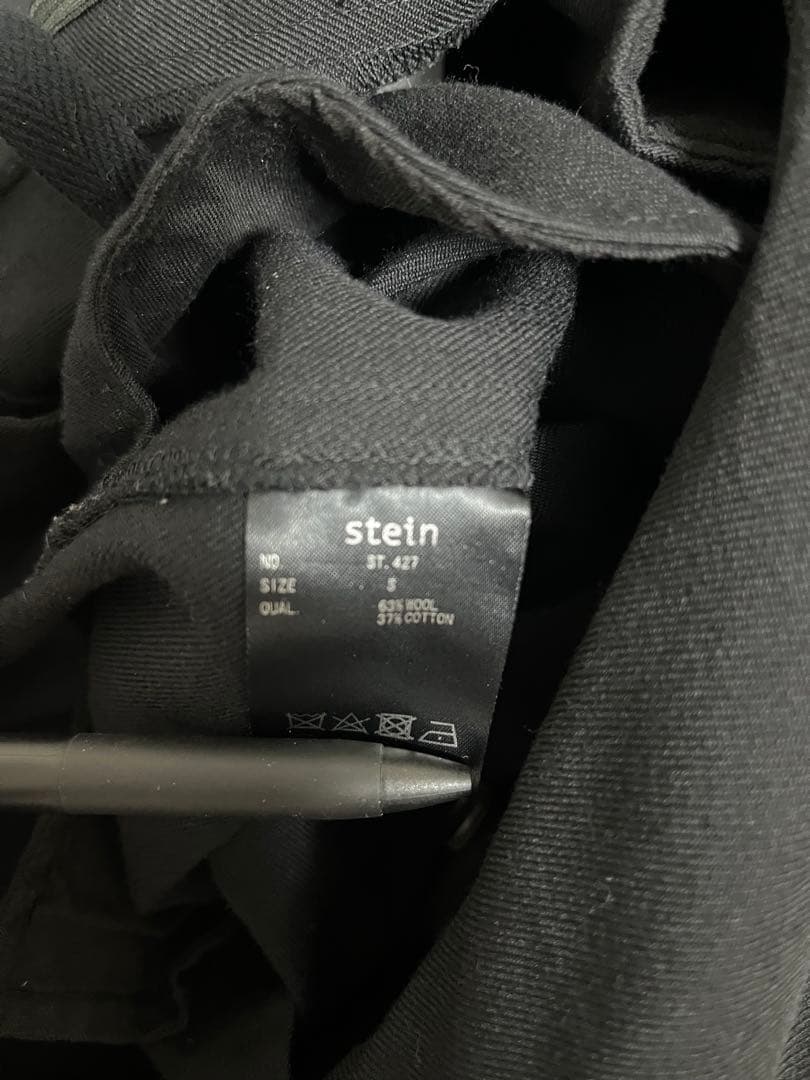 stein
NO ST.427
SIZE S
QUAL. 63% WOOL
37% COTTON